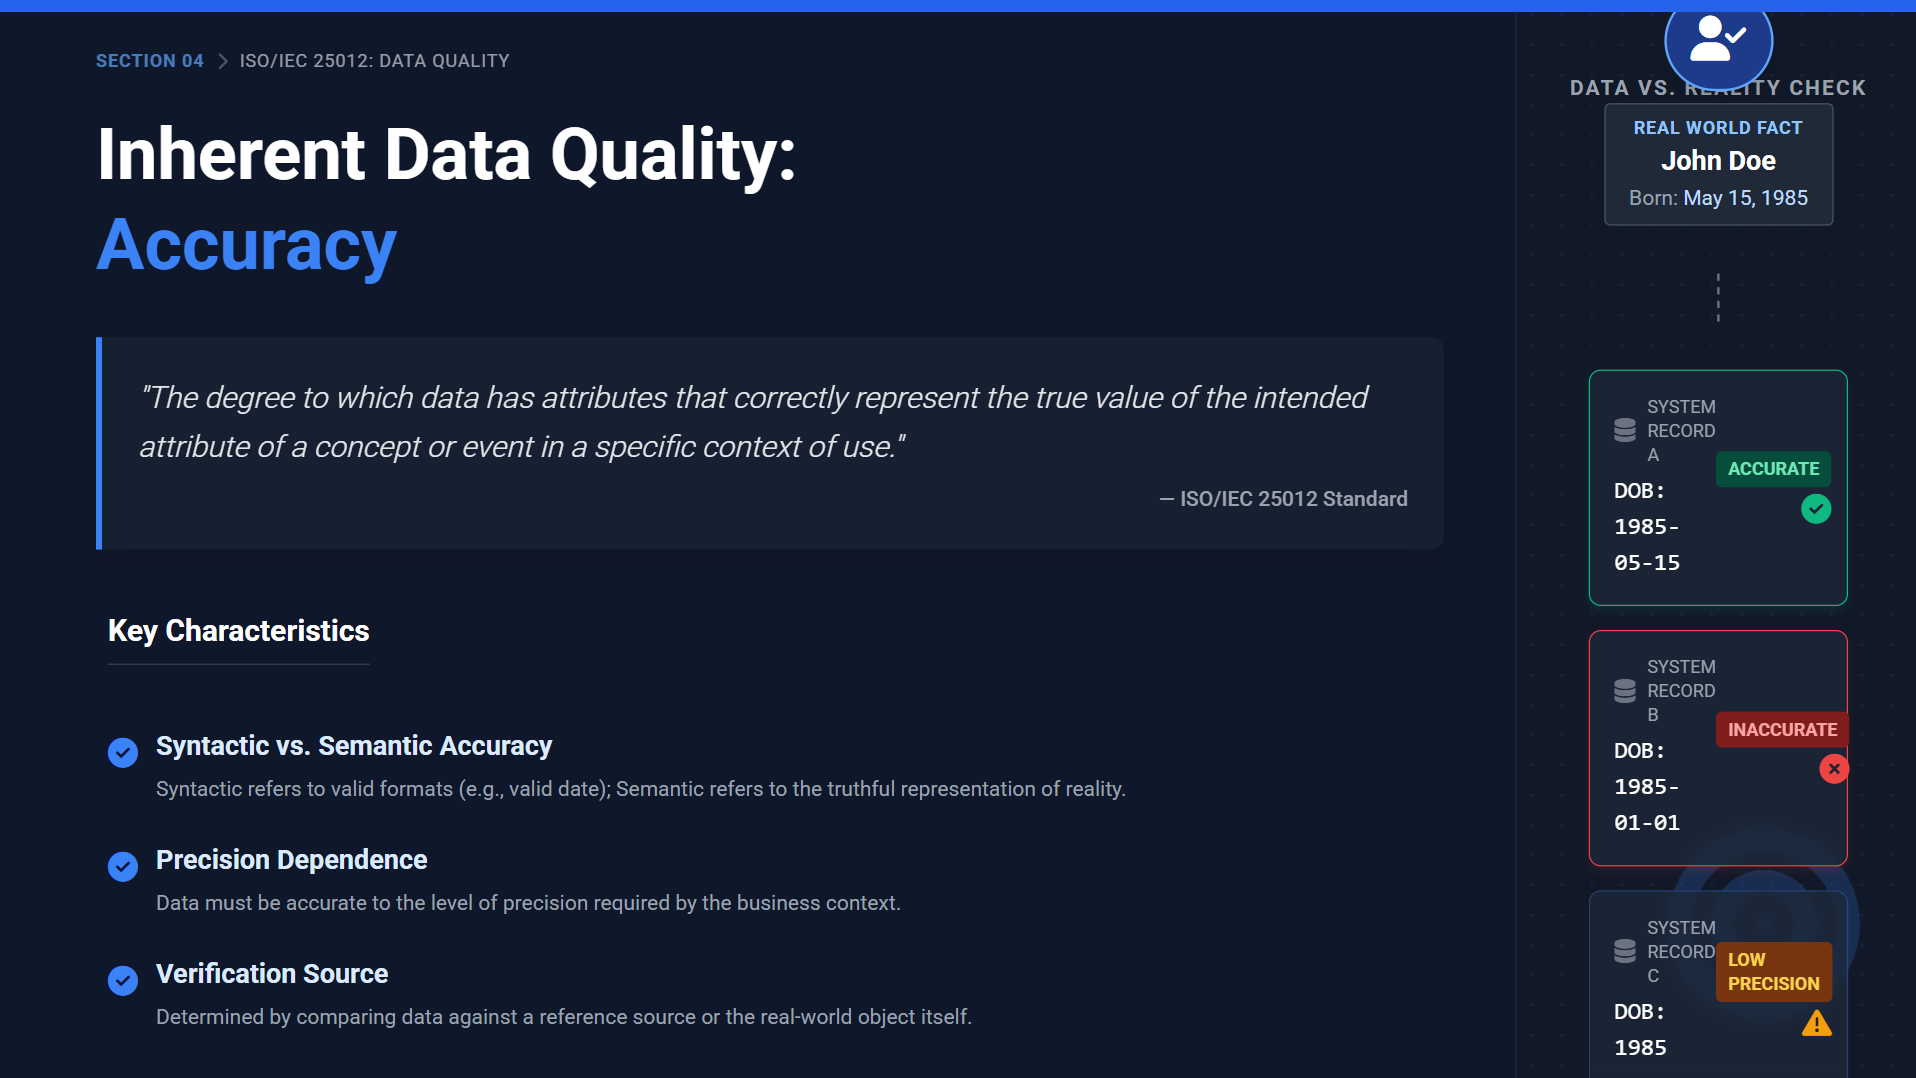 SECTION 04 > ISO/IEC 25012: DATA QUALITY
Inherent Data Quality:
Accuracy
"The degree to which data has attributes that correctly represent the true value of the intended
attribute of a concept or event in a specific context of use."
— ISO/IEC 25012 Standard
Key Characteristics
Syntactic vs. Semantic Accuracy
Syntactic refers to valid formats (e.g., valid date); Semantic refers to the truthful representation of reality.
Precision Dependence
Data must be accurate to the level of precision required by the business context.
Verification Source
Determined by comparing data against a reference source or the real-world object itself.
DATA VS. REALITY CHECK
REAL WORLD FACT
John Doe
Born: May 15, 1985
SYSTEM
RECORD
A
ACCURATE
DOB:
1985-
05-15
SYSTEM
RECORD
B
INACCURATE
DOB:
1985-
01-01
SYSTEM
RECORD
C
LOW
PRECISION
DOB:
1985